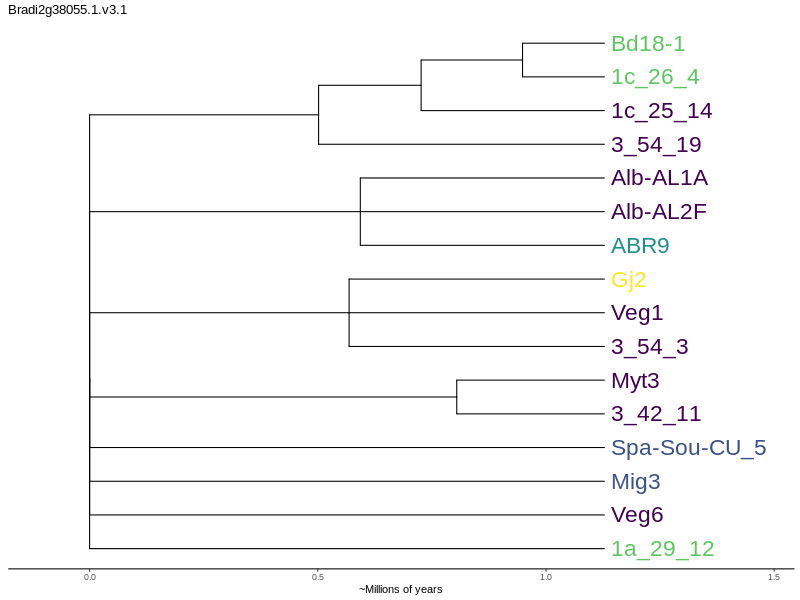 Bradi2g38055.1.v3.1
Bd18-1
1c_26_4
1c_25_14
3_54_19
Alb-AL1A
Alb-AL2F
ABR9
Gj2
Veg1
3_54_3
Myt3
3_42_11
Spa-Sou-CU_5
Mig3
Veg6
1a_29_12
0.0 0.5 1.0 1.5
~Millions of years